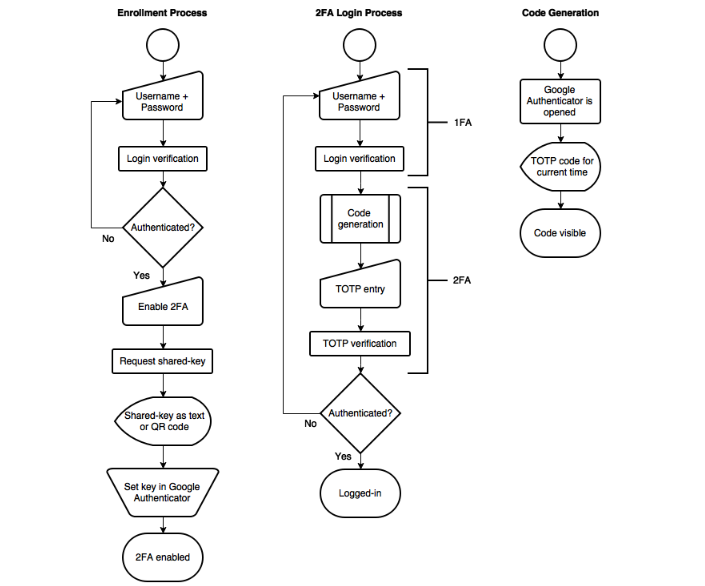 Enrollment Process
Username +
Password
Login verification
Authenticated?
No
Yes
Enable 2FA
Request shared-key
Shared-key as text
or QR code
Set key in Google
Authenticator
2FA enabled
2FA Login Process
Username +
Password
1FA
Login verification
Code
generation
2FA
TOTP entry
TOTP verification
Authenticated?
No
Yes
Logged-in
Code Generation
Google
Authenticator is
opened
TOTP code for
current time
Code visible